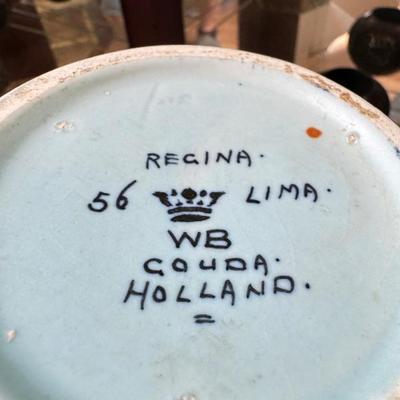 REGINA.
56 LIMA.
WB
GOUDA.
HOLLAND.
=